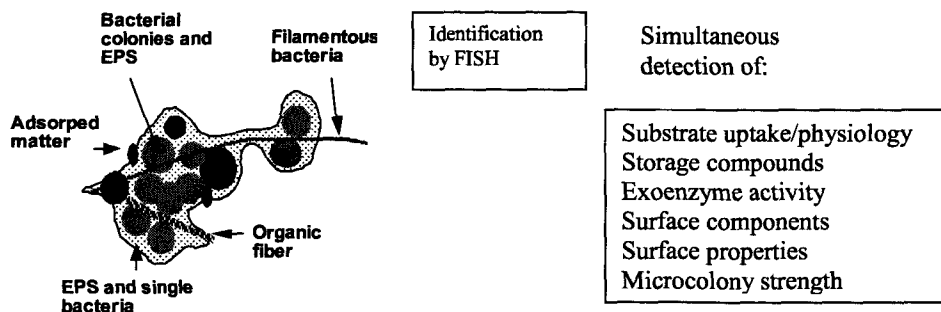 Bacterial
colonies and
EPS
Filamentous
bacteria
Adsorped
matter
Organic
fiber
EPS and single
bacteria
Identification
by FISH
Simultaneous
detection of:
Substrate uptake/physiology
Storage compounds
Exoenzyme activity
Surface components
Surface properties
Microcolony strength